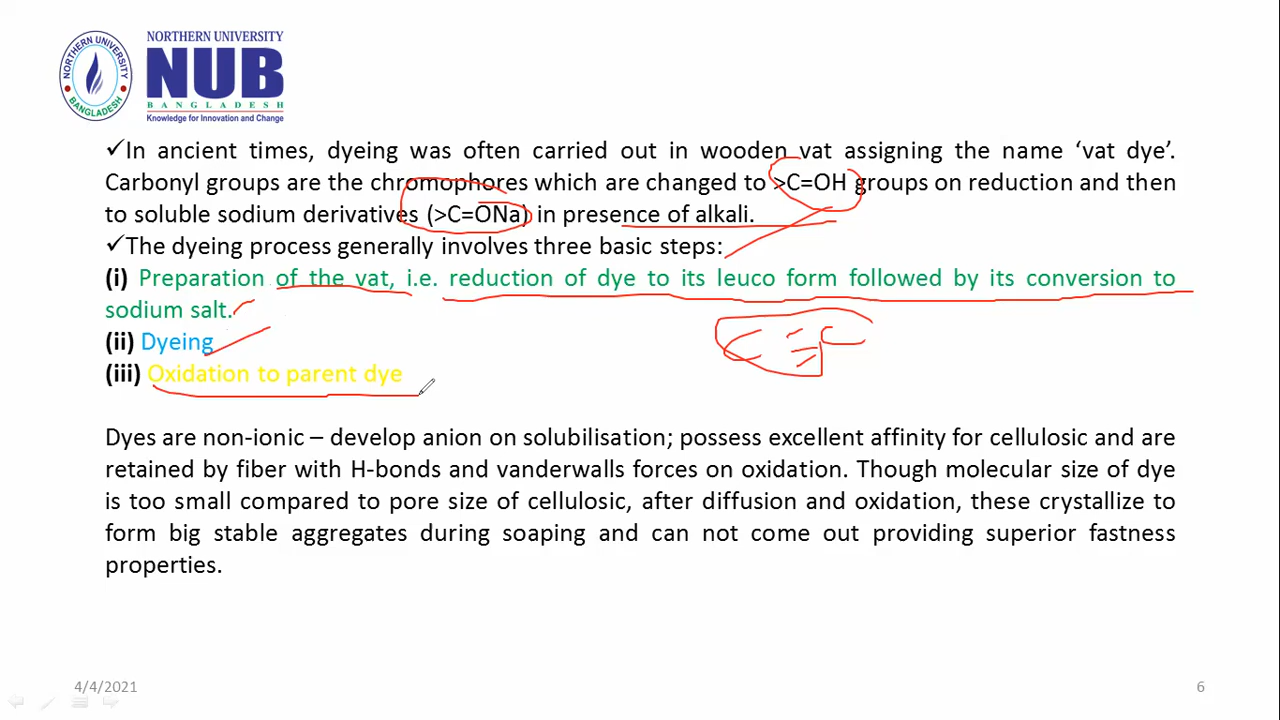 NORTHERN UNIVERSITY
BANGLADESH
NORTHERN UNIVERSITY
NUB
BANGLADESH
Knowledge for Innovation and Change
✓In ancient times, dyeing was often carried out in wooden vat assigning the name ‘vat dye’.
Carbonyl groups are the chromophores which are changed to >C=OH groups on reduction and then
to soluble sodium derivatives (>C=ONa) in presence of alkali.
✓The dyeing process generally involves three basic steps:
(i) Preparation of the vat, i.e. reduction of dye to its leuco form followed by its conversion to
sodium salt.
(ii) Dyeing
(iii) Oxidation to parent dye
Dyes are non-ionic – develop anion on solubilisation; possess excellent affinity for cellulosic and are
retained by fiber with H-bonds and vanderwalls forces on oxidation. Though molecular size of dye
is too small compared to pore size of cellulosic, after diffusion and oxidation, these crystallize to
form big stable aggregates during soaping and can not come out providing superior fastness
properties.
4/4/2021
6